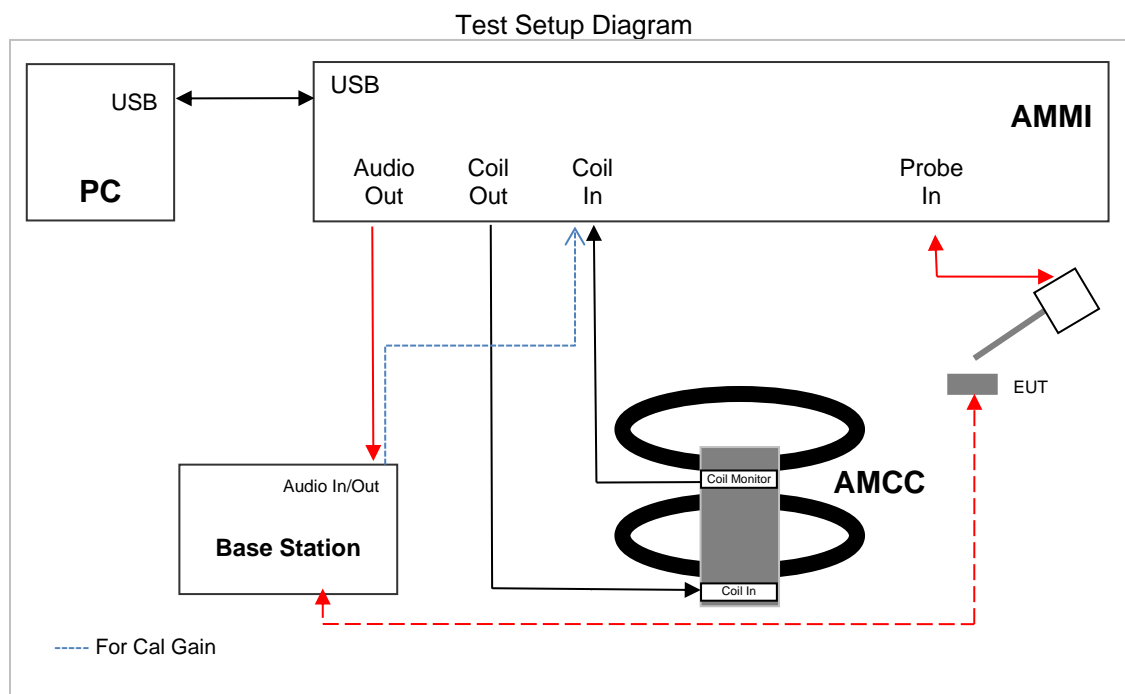 Test Setup Diagram
USB
USB
AMMI
PC
Audio
Out
Coil
Out
Coil
In
Probe
In
EUT
Coil Monitor
AMCC
Audio In/Out
Base Station
Coil In
For Cal Gain